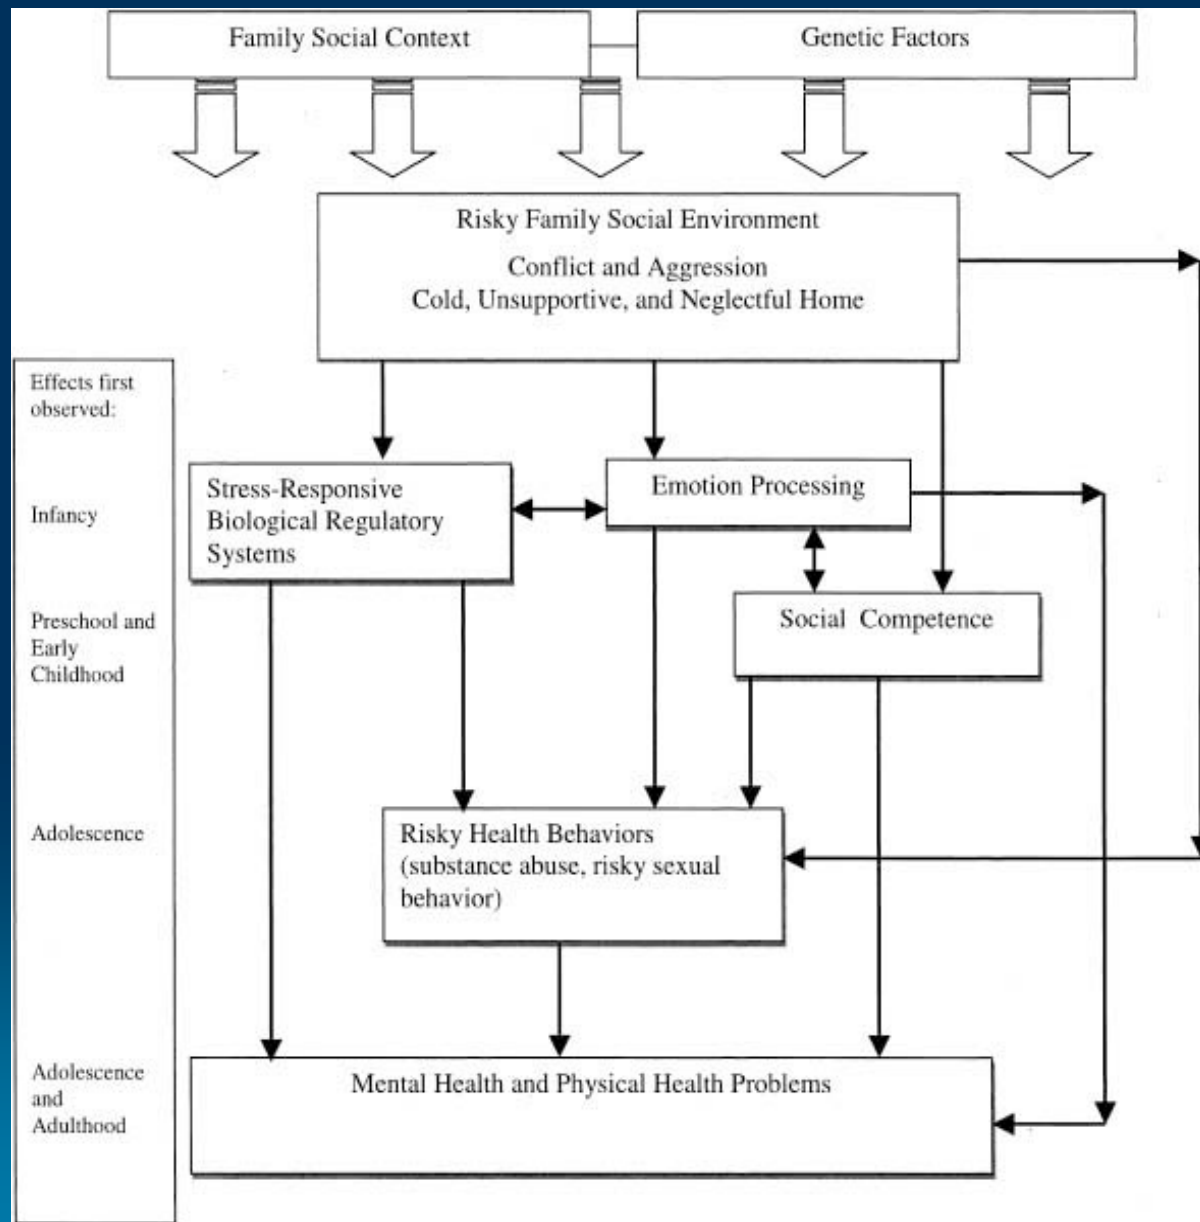 Family Social Context
Genetic Factors
Risky Family Social Environment
Conflict and Aggression
Cold, Unsupportive, and Neglectful Home
Effects first
observed:
Infancy
Stress-Responsive
Biological Regulatory
Systems
Emotion Processing
Preschool and
Early
Childhood
Social Competence
Adolescence
Risky Health Behaviors
(substance abuse, risky sexual
behavior)
Adolescence
and
Adulthood
Mental Health and Physical Health Problems